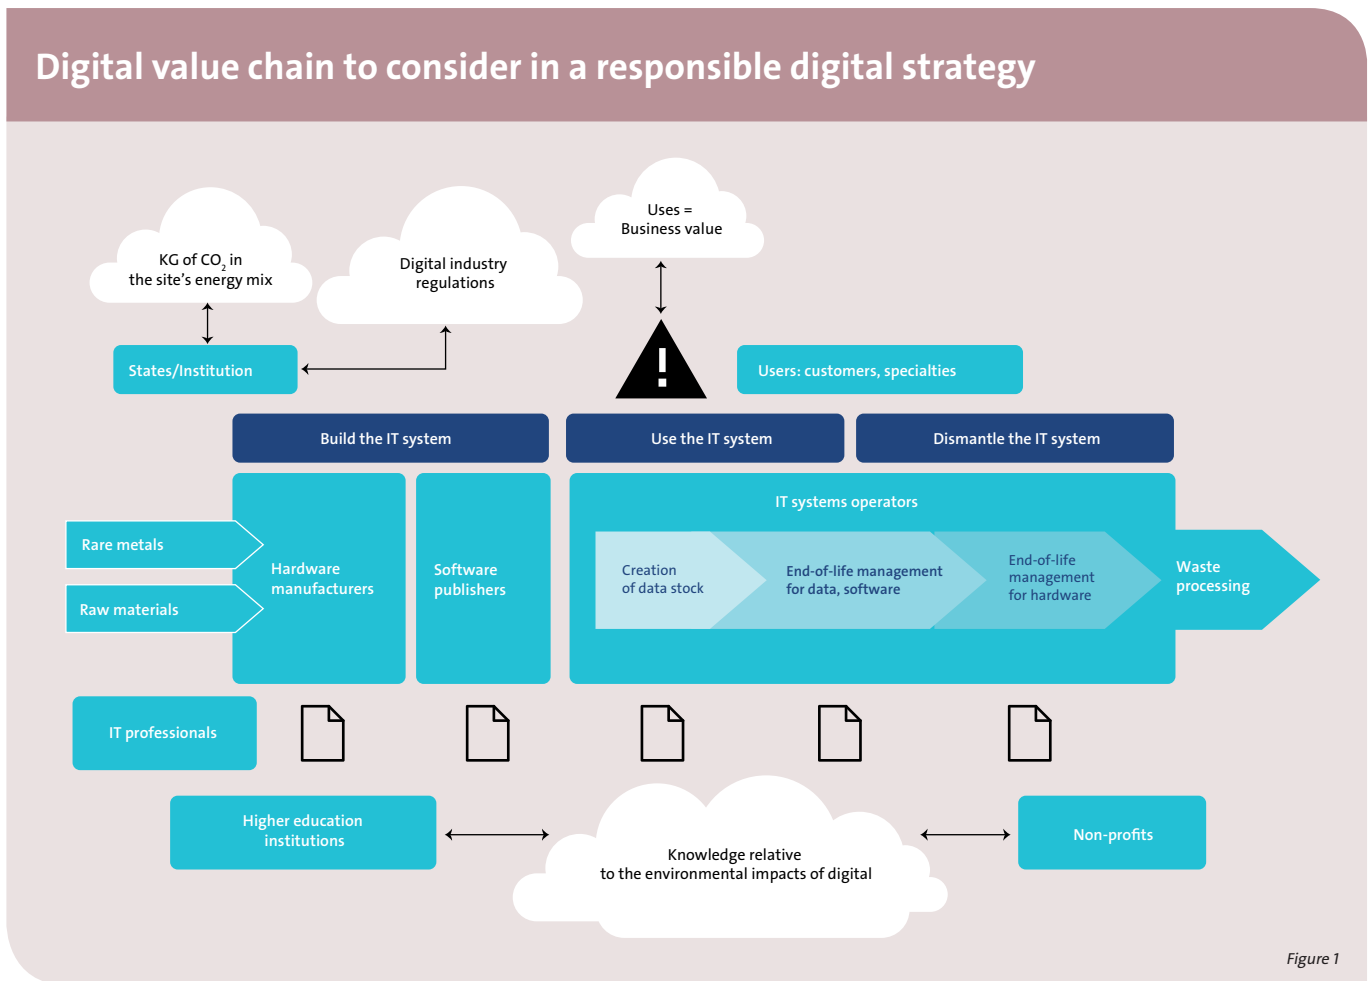 Digital value chain to consider in a responsible digital strategy
KG of CO₂ in
the site's energy mix
Digital industry
regulations
Uses =
Business value
!
States/Institution
Users: customers, specialties
Build the IT system
Use the IT system
Dismantle the IT system
Rare metals
Raw materials
Hardware
manufacturers
Software
publishers
IT systems operators
Creation
of data stock
End-of-life management
for data, software
End-of-life
management
for hardware
Waste
processing
IT professionals
Higher education
institutions
Knowledge relative
to the environmental impacts of digital
Non-profits
Figure 1